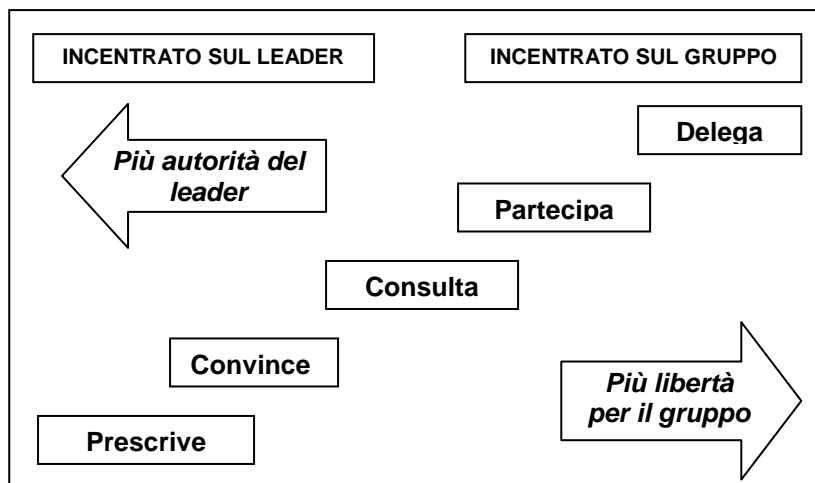 INCENTRATO SUL LEADER
INCENTRATO SUL GRUPPO
Delega
Più autorità del
leader
Partecipa
Consulta
Convince
Più libertà
per il gruppo
Prescrive